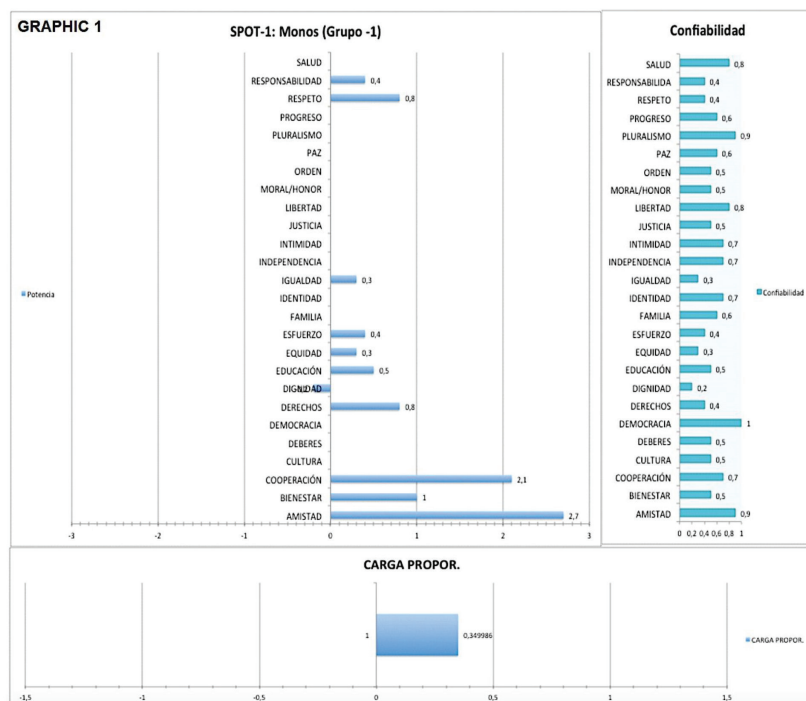 GRAPHIC 1
SPOT-1: Monos (Grupo -1)
SALUD
RESPONSABILIDAD 0,4
RESPETO 0,8
PROGRESO
PLURALISMO
PAZ
ORDEN
MORAL/HONOR
LIBERTAD
JUSTICIA
INTIMIDAD
INDEPENDENCIA
IGUALDAD 0,3
IDENTIDAD
FAMILIA
ESFUERZO 0,4
EQUIDAD 0,3
EDUCACIÓN 0,5
DIGNIDAD
DERECHOS 0,8
DEMOCRACIA
DEBERES
CULTURA
COOPERACIÓN 2,1
BIENESTAR 1
AMISTAD 2,7
-3 -2 -1 0 1 2 3
Potencia
Confiabilidad
SALUD 0,8
RESPONSABILIDA 0,4
RESPETO 0,4
PROGRESO 0,6
PLURALISMO 0,9
PAZ 0,6
ORDEN 0,5
MORAL/HONOR 0,5
LIBERTAD 0,8
JUSTICIA 0,5
INTIMIDAD 0,7
INDEPENDENCIA 0,7
IGUALDAD 0,3
IDENTIDAD 0,7
FAMILIA 0,6
ESFUERZO 0,4
EQUIDAD 0,3
EDUCACIÓN 0,5
DIGNIDAD 0,2
DERECHOS 0,4
DEMOCRACIA 1
DEBERES 0,5
CULTURA 0,5
COOPERACIÓN 0,7
BIENESTAR 0,5
AMISTAD 0,9
0 0,2 0,4 0,6 0,8 1
Confiabilidad
CARGA PROPOR.
1 0,349986
CARGA PROPOR.
-1,5 -1 -0,5 0 0,5 1 1,5